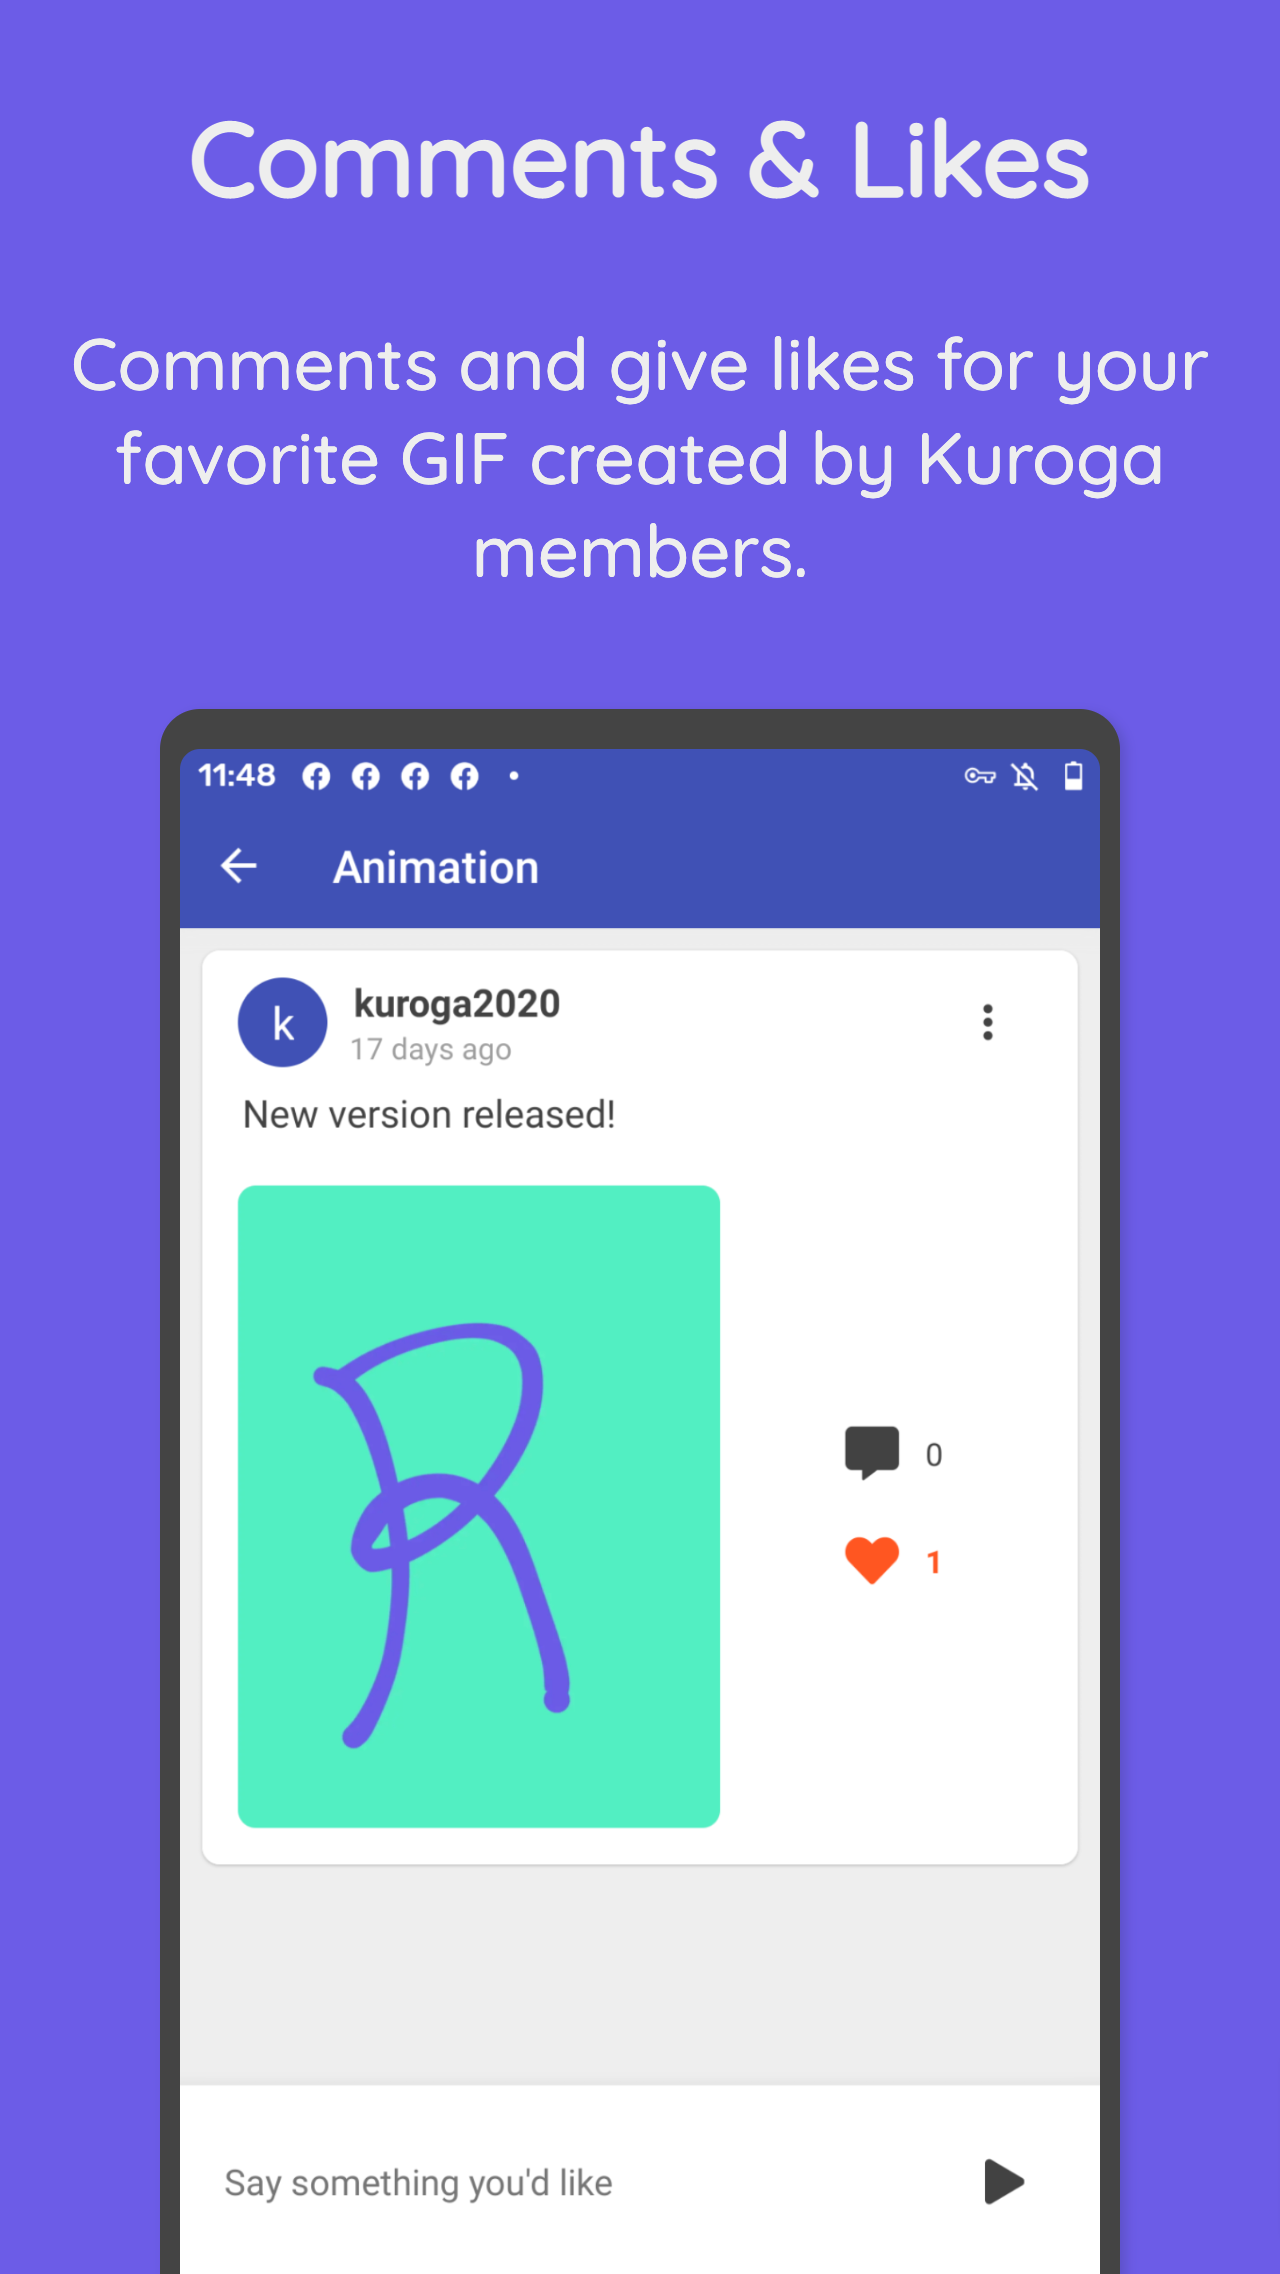 Comments & Likes
Comments and give likes for your
favorite GIF created by Kuroga
members.
11:48
Animation
k
kuroga2020
17 days ago
New version released!
R
0
1
Say something you'd like